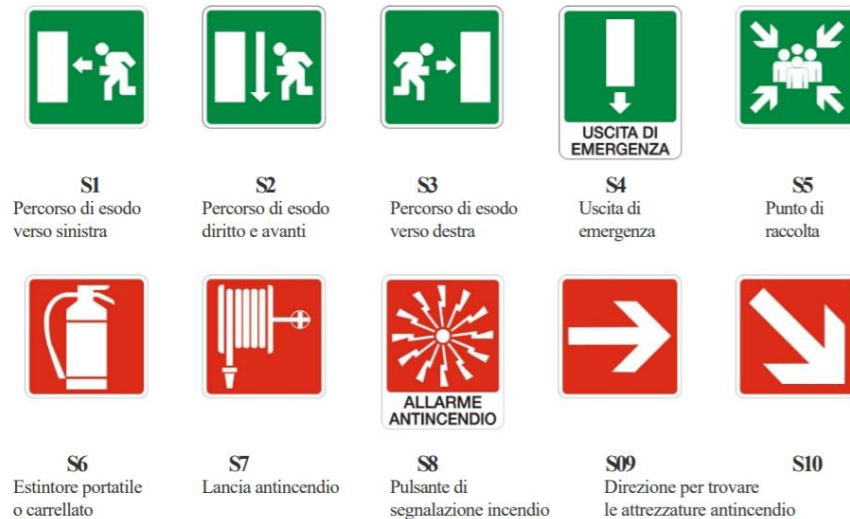 USCITA DI
EMERGENZA
S1
Percorso di esodo
verso sinistra
S2
Percorso di esodo
diritto e avanti
S3
Percorso di esodo
verso destra
S4
Uscita di
emergenza
S5
Punto di
raccolta
ALLARME
ANTINCENDIO
S6
Estintore portatile
o carrellato
S7
Lancia antincendio
S8
Pulsante di
segnalazione incendio
S09
S10
Direzione per trovare
le attrezzature antincendio